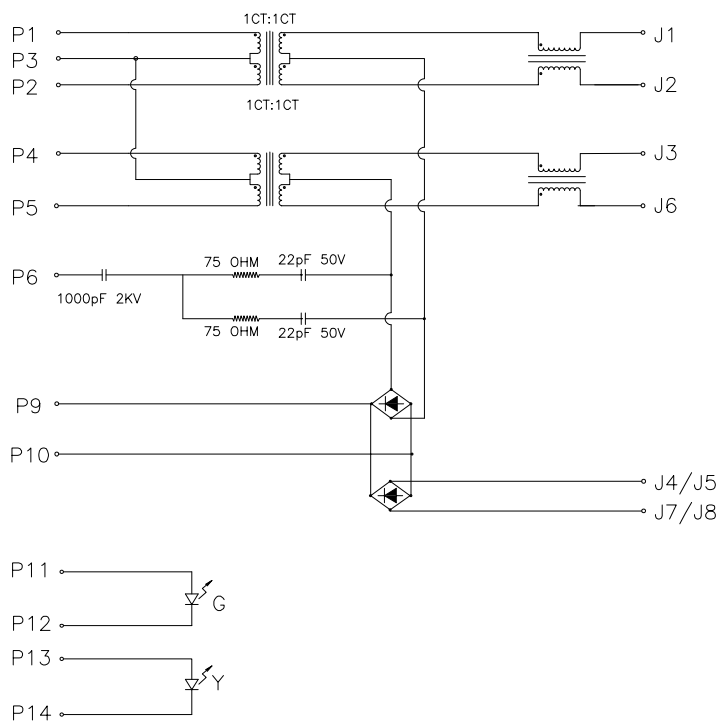 1CT:1CT
P1 J1
P3
P2 J2
1CT:1CT
P4 J3
P5 J6
75 OHM 22pF 50V
P6
1000pF 2KV
75 OHM 22pF 50V
P9
P10
J4/J5
J7/J8
P11
G
P12
P13
Y
P14